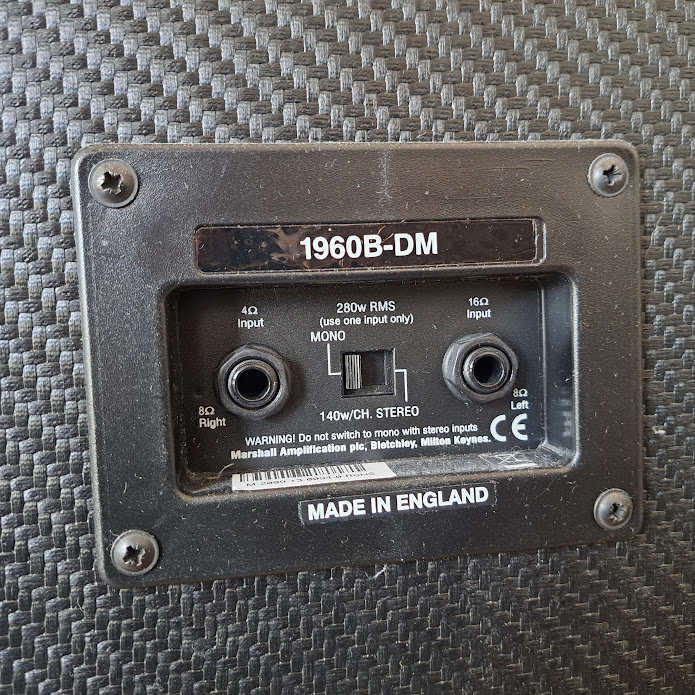 1960B-DM
4Ω
Input
280w RMS
(use one input only)
16Ω
Input
MONO
8Ω
Right
140w/CH. STEREO
8Ω
Left
WARNING! Do not switch to mono with stereo inputs
Marshall Amplification plc, Bletchley, Milton Keynes.
CE
MADE IN ENGLAND